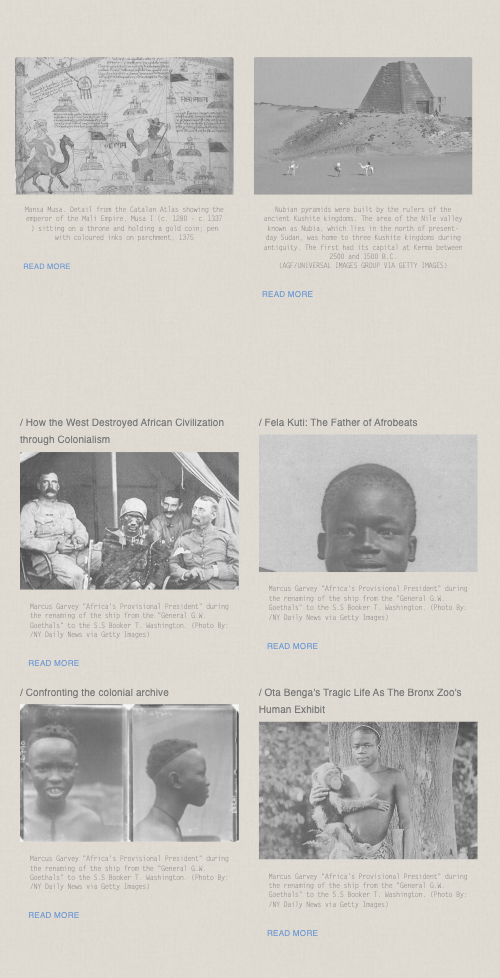 Mansa Musa. Detail from the Catalan Atlas showing the
emperor of the Mali Empire, Musa I (c. 1280 - c. 1337
) sitting on a throne and holding a gold coin; pen
with coloured inks on parchment, 1375
READ MORE
Nubian pyramids were built by the rulers of the
ancient Kushite kingdoms. The area of the Nile valley
known as Nubia, which lies in the north of present-
day Sudan, was home to three Kushite kingdoms during
antiquity. The first had its capital at Kerma between
2500 and 1500 B.C.
(AGF/UNIVERSAL IMAGES GROUP VIA GETTY IMAGES)
READ MORE
/ How the West Destroyed African Civilization
through Colonialism
Marcus Garvey "Africa's Provisional President" during
the renaming of the ship from the "General G.W.
Goethals" to the S.S Booker T. Washington. (Photo By:
/NY Daily News via Getty Images)
READ MORE
/ Fela Kuti: The Father of Afrobeats
Marcus Garvey "Africa's Provisional President" during
the renaming of the ship from the "General G.W.
Goethals" to the S.S Booker T. Washington. (Photo By:
/NY Daily News via Getty Images)
READ MORE
/ Confronting the colonial archive
Marcus Garvey "Africa's Provisional President" during
the renaming of the ship from the "General G.W.
Goethals" to the S.S Booker T. Washington. (Photo By:
/NY Daily News via Getty Images)
READ MORE
/ Ota Benga's Tragic Life As The Bronx Zoo's
Human Exhibit
Marcus Garvey "Africa's Provisional President" during
the renaming of the ship from the "General G.W.
Goethals" to the S.S Booker T. Washington. (Photo By:
/NY Daily News via Getty Images)
READ MORE